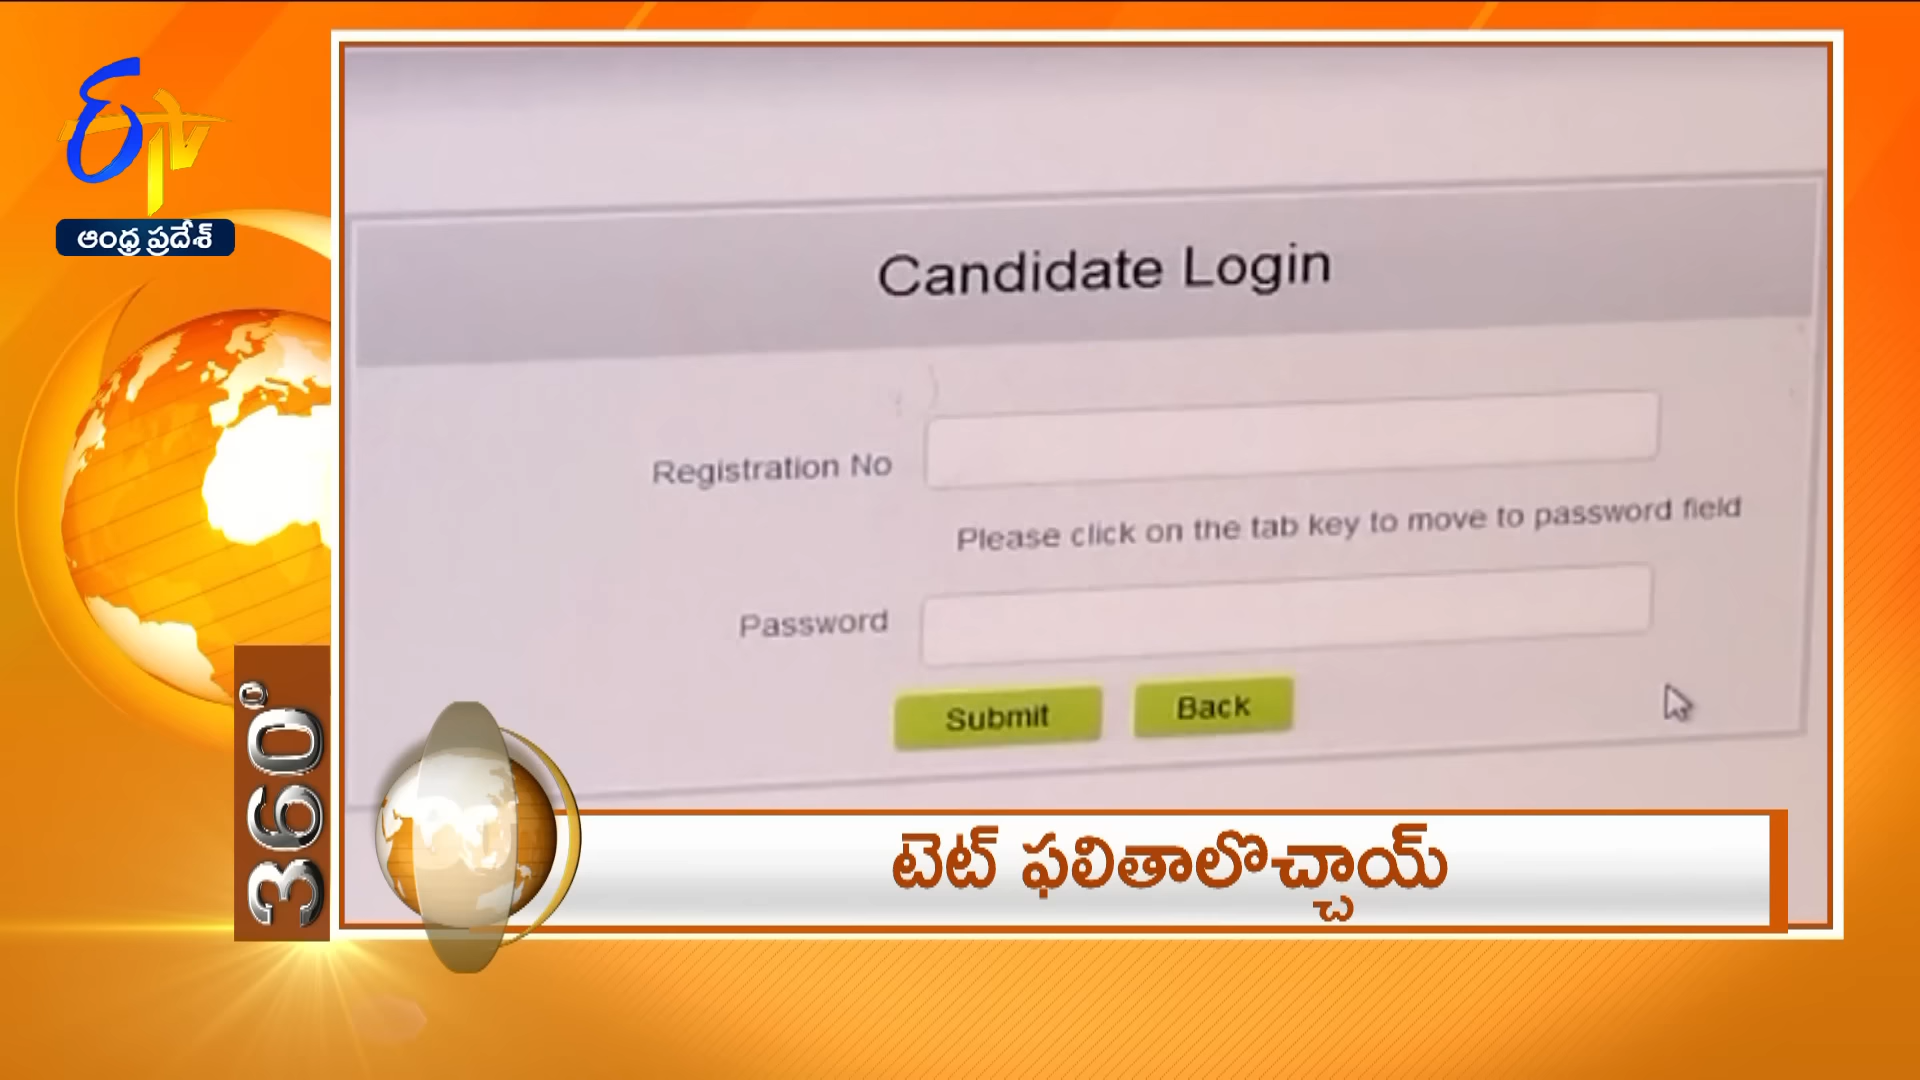 ఈTV
ఆంధ్ర ప్రదేశ్
Candidate Login
Registration No
Please click on the tab key to move to password field
Password
Submit
Back
360°
టెట్ ఫలితాలొచ్చాయ్